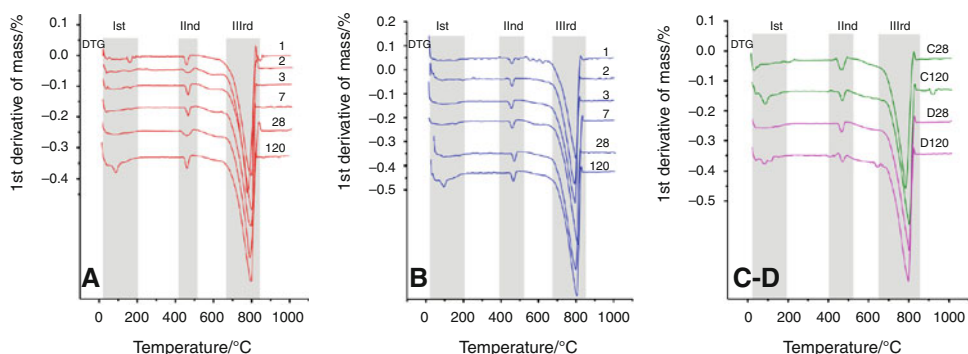 Ist IInd IIIrd
DTG
1st derivative of mass/%
0.0
−0.1
−0.2
−0.3
−0.4
1
2
3
7
28
120
A
0 200 400 600 800 1000
Temperature/°C
Ist IInd IIIrd
DTG
1st derivative of mass/%
0.2
0.1
0.0
−0.1
−0.2
−0.3
−0.4
−0.5
1
2
3
7
28
120
B
0 200 400 600 800 1000
Temperature/°C
Ist IInd IIIrd
DTG
1st derivative of mass/%
0.0
−0.1
−0.2
−0.3
−0.4
−0.5
C28
C120
D28
D120
C-D
0 200 400 600 800 1000
Temperature/°C